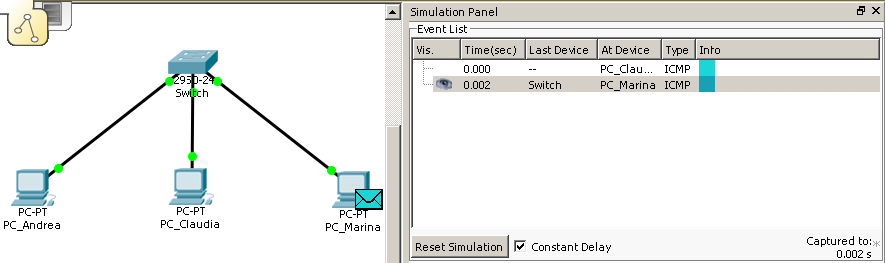 2950-24
Switch
PC-PT
PC_Andrea
PC-PT
PC_Claudia
PC-PT
PC_Marina
Simulation Panel
Event List
Vis. Time(sec) Last Device At Device Type Info
0.000 -- PC_Clau... ICMP
0.002 Switch PC_Marina ICMP
Reset Simulation Constant Delay Captured to:
0.002 s